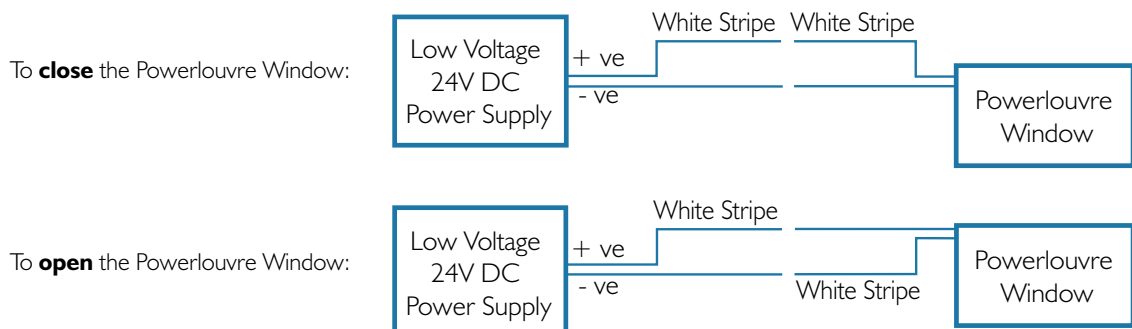 White Stripe White Stripe
Low Voltage
24V DC
Power Supply
+ ve
- ve
To close the Powerlouvre Window:
Powerlouvre
Window
White Stripe
Low Voltage
24V DC
Power Supply
+ ve
- ve
To open the Powerlouvre Window:
White Stripe
Powerlouvre
Window